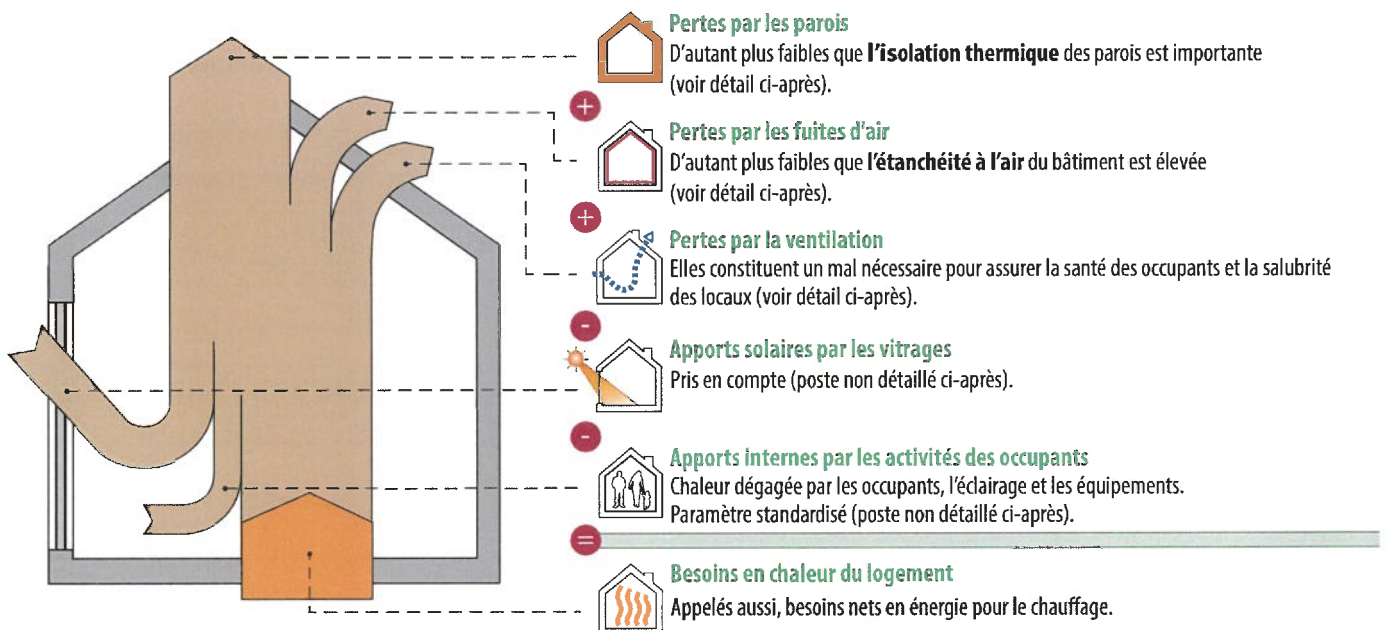 Pertes par les parois
D'autant plus faibles que l'isolation thermique des parois est importante
(voir détail ci-après).
+
Pertes par les fuites d'air
D'autant plus faibles que l'étanchéité à l'air du bâtiment est élevée
(voir détail ci-après).
+
Pertes par la ventilation
Elles constituent un mal nécessaire pour assurer la santé des occupants et la salubrité
des locaux (voir détail ci-après).
-
Apports solaires par les vitrages
Pris en compte (poste non détaillé ci-après).
-
Apports internes par les activités des occupants
Chaleur dégagée par les occupants, l'éclairage et les équipements.
Paramètre standardisé (poste non détaillé ci-après).
=
Besoins en chaleur du logement
Appelés aussi, besoins nets en énergie pour le chauffage.